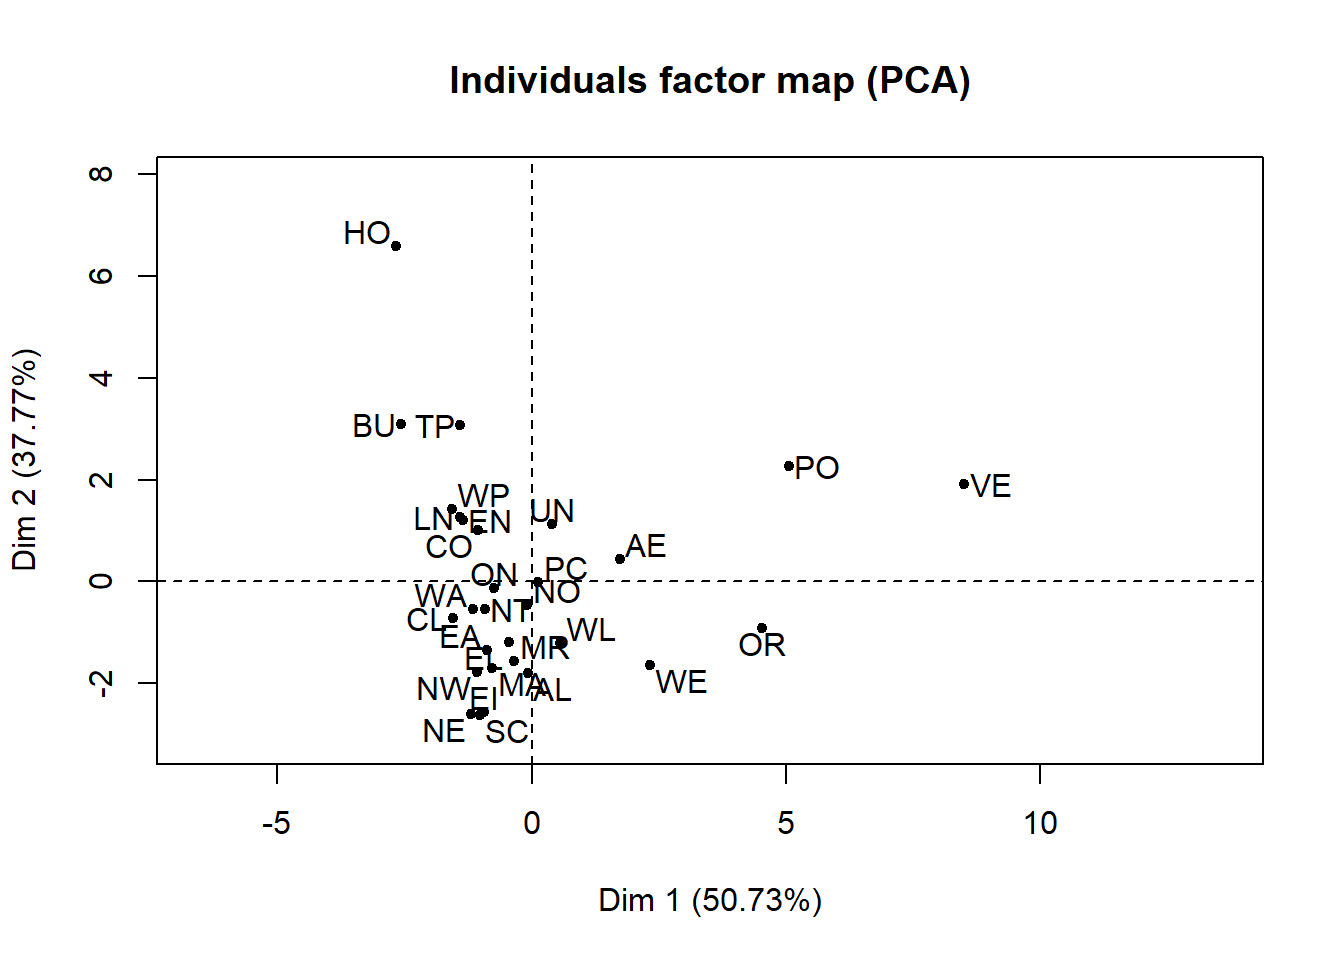 Individuals factor map (PCA)
8
HO
6
4
BU TP
PO
VE
2
WP
UN
LN EN
CO
AE
PC
ON
0
NO
WA
NT
CL
WL
EA
MR
OR
EL
WE
-2
MA
AL
NW
EI
NE
SC
Dim 2 (37.77%)
-5 0 5 10
Dim 1 (50.73%)